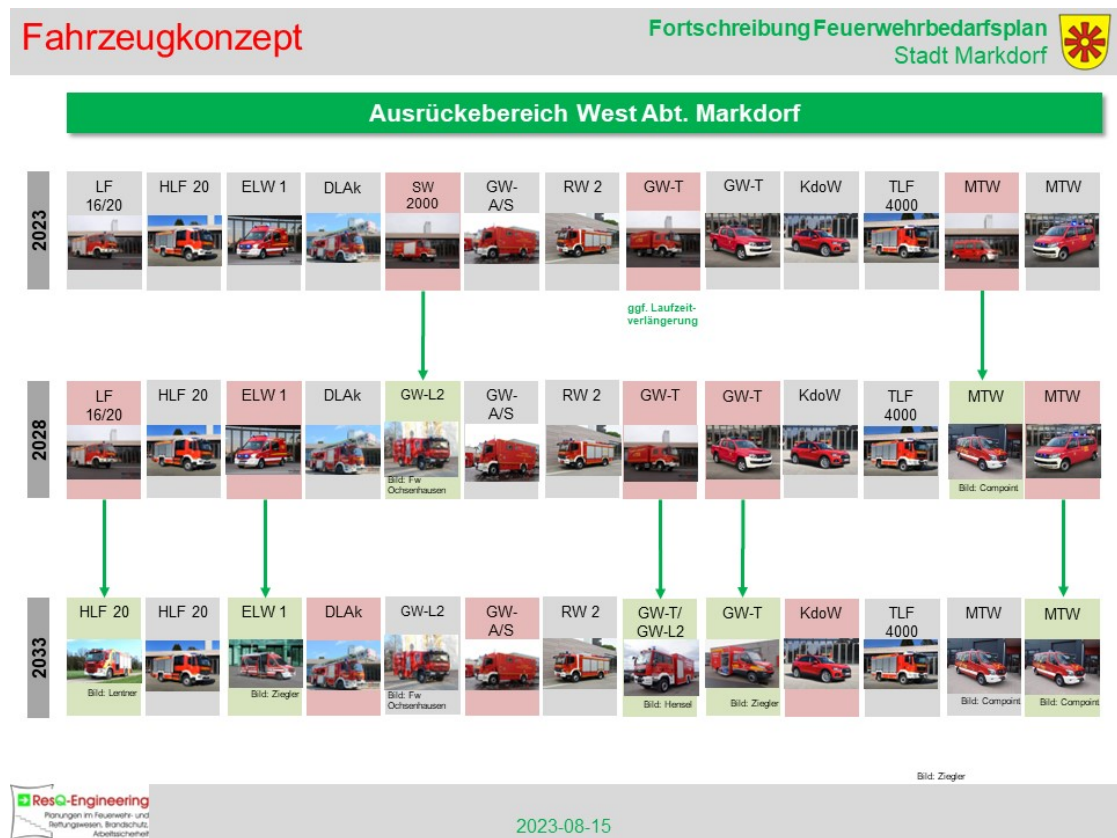 Fahrzeugkonzept
Fortschreibung Feuerwehrbedarfsplan
Stadt Markdorf
Ausrückebereich West Abt. Markdorf
2023
LF
16/20
HLF 20
ELW 1
DLAk
SW
2000
GW-
A/S
RW 2
GW-T
GW-T
KdoW
TLF
4000
MTW
MTW
ggf. Laufzeit-
verlängerung
2028
LF
16/20
HLF 20
ELW 1
DLAk
GW-L2
GW-
A/S
RW 2
GW-T
GW-T
KdoW
TLF
4000
MTW
MTW
Bild: Fw
Ochsenhausen
Bild: Compoint
2033
HLF 20
HLF 20
ELW 1
DLAk
GW-L2
GW-
A/S
RW 2
GW-T/
GW-L2
GW-T
KdoW
TLF
4000
MTW
MTW
Bild: Lentner
Bild: Ziegler
Bild: Fw
Ochsenhausen
Bild: Hensel
Bild: Ziegler
Bild: Compoint
Bild: Compoint
Bild: Ziegler
ResQ-Engineering
Planungen im Feuerwehr- und
Rettungswesen, Brandschutz,
Arbeitssicherheit
2023-08-15